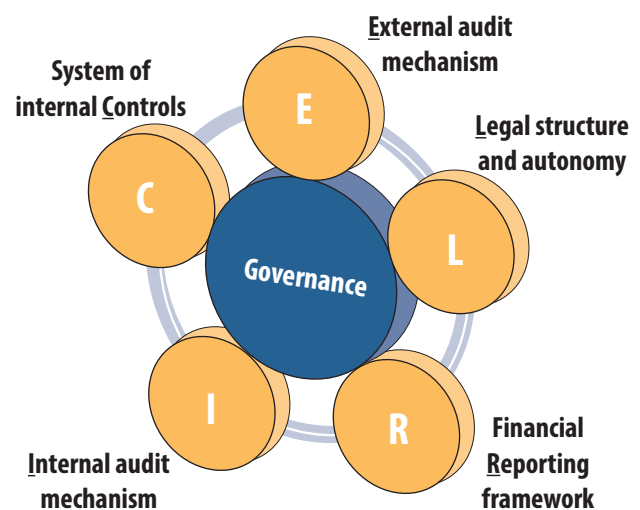 External audit
mechanism
E
System of
internal Controls
C
Legal structure
and autonomy
L
Governance
I
Internal audit
mechanism
R
Financial
Reporting
framework